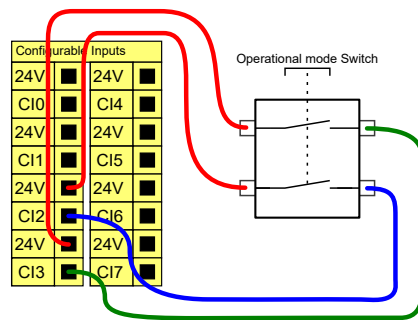 Configurable Inputs
Operational mode Switch
24V 24V
CI0 CI4
24V 24V
CI1 CI5
24V 24V
CI2 CI6
24V 24V
CI3 CI7